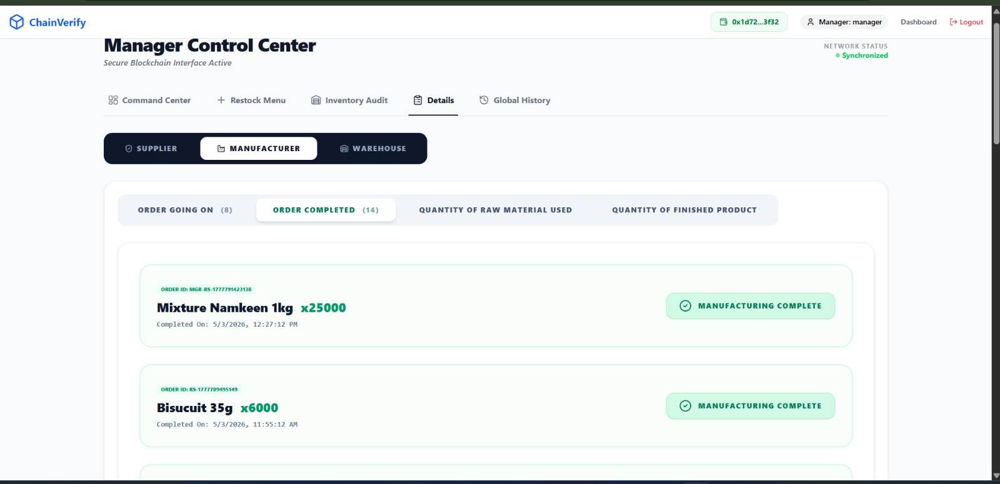 ChainVerify
0x1d72...3f32
Manager: manager
Dashboard
Logout
Manager Control Center
Secure Blockchain Interface Active
NETWORK STATUS
Synchronized
Command Center
Restock Menu
Inventory Audit
Details
Global History
SUPPLIER
MANUFACTURER
WAREHOUSE
ORDER GOING ON (8)
ORDER COMPLETED (14)
QUANTITY OF RAW MATERIAL USED
QUANTITY OF FINISHED PRODUCT
ORDER ID: MGR-RS-1777791423138
Mixture Namkeen 1kg x25000
Completed On: 5/3/2026, 12:27:12 PM
MANUFACTURING COMPLETE
ORDER ID: RS-1777789495149
Bisucuit 35g x6000
Completed On: 5/3/2026, 11:55:12 AM
MANUFACTURING COMPLETE